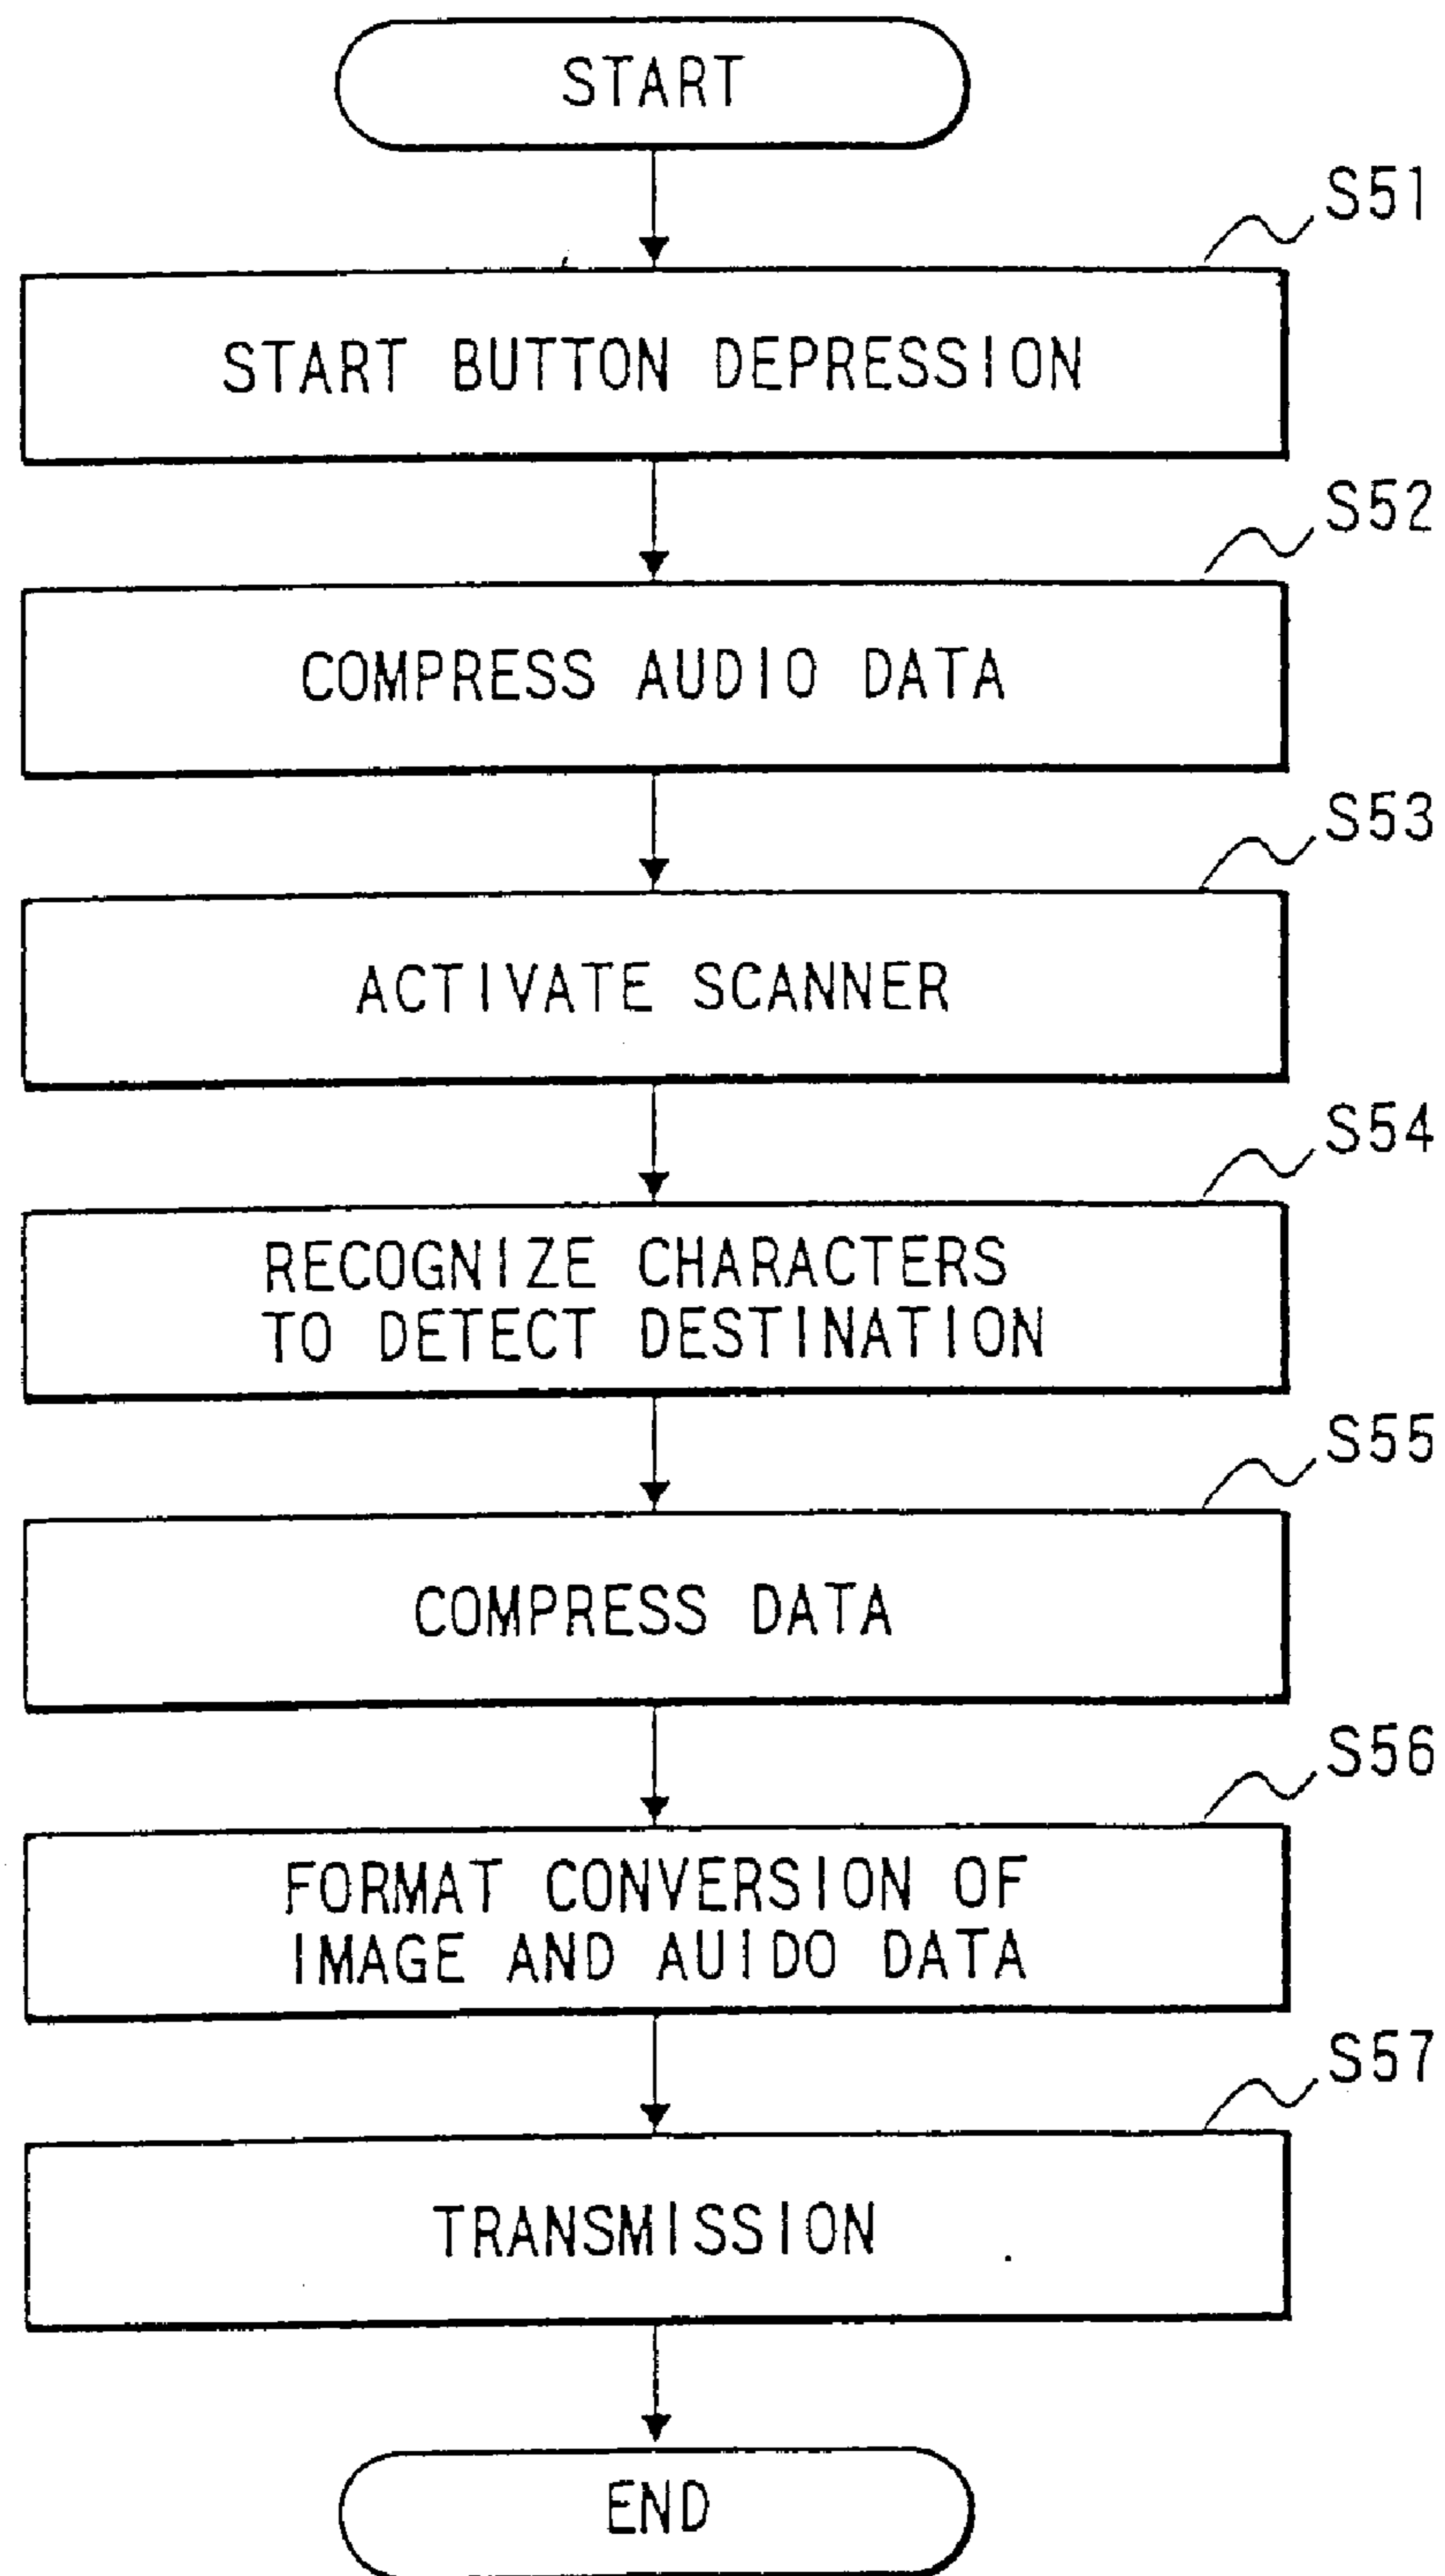 START
S51
START BUTTON DEPRESSION
S52
COMPRESS AUDIO DATA
S53
ACTIVATE SCANNER
S54
RECOGNIZE CHARACTERS
TO DETECT DESTINATION
S55
COMPRESS DATA
S56
FORMAT CONVERSION OF
IMAGE AND AUIDO DATA
S57
TRANSMISSION
END